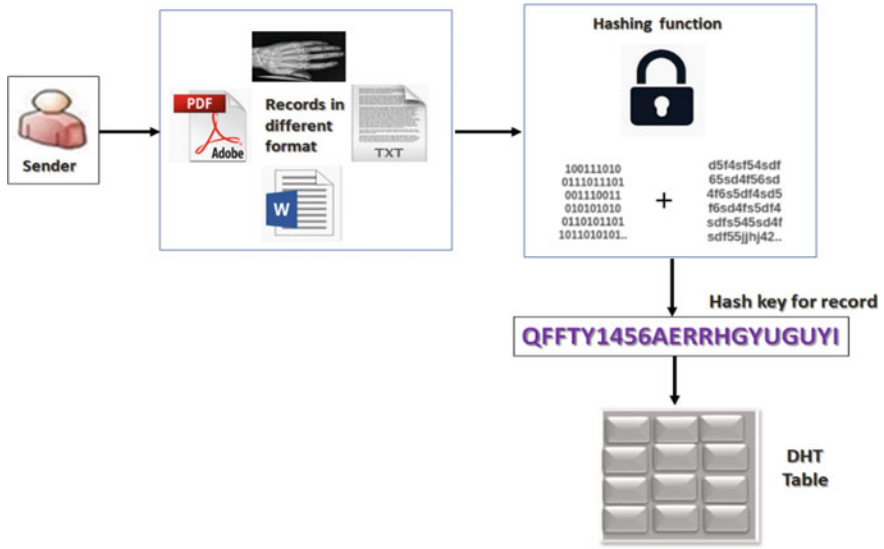 Sender
PDF
Adobe
Records in
different
format
TXT
W
Hashing function
100111010
0111011101
001110011
010101010
0110101101
1011010101..
+
d5f4sf54sdf
65sd4f56sd
4f6s5df4sd5
f6sd4fs5df4
sdfs545sd4f
sdf55jjhj42..
Hash key for record
QFFTY1456AERRHGYUGUYI
DHT
Table